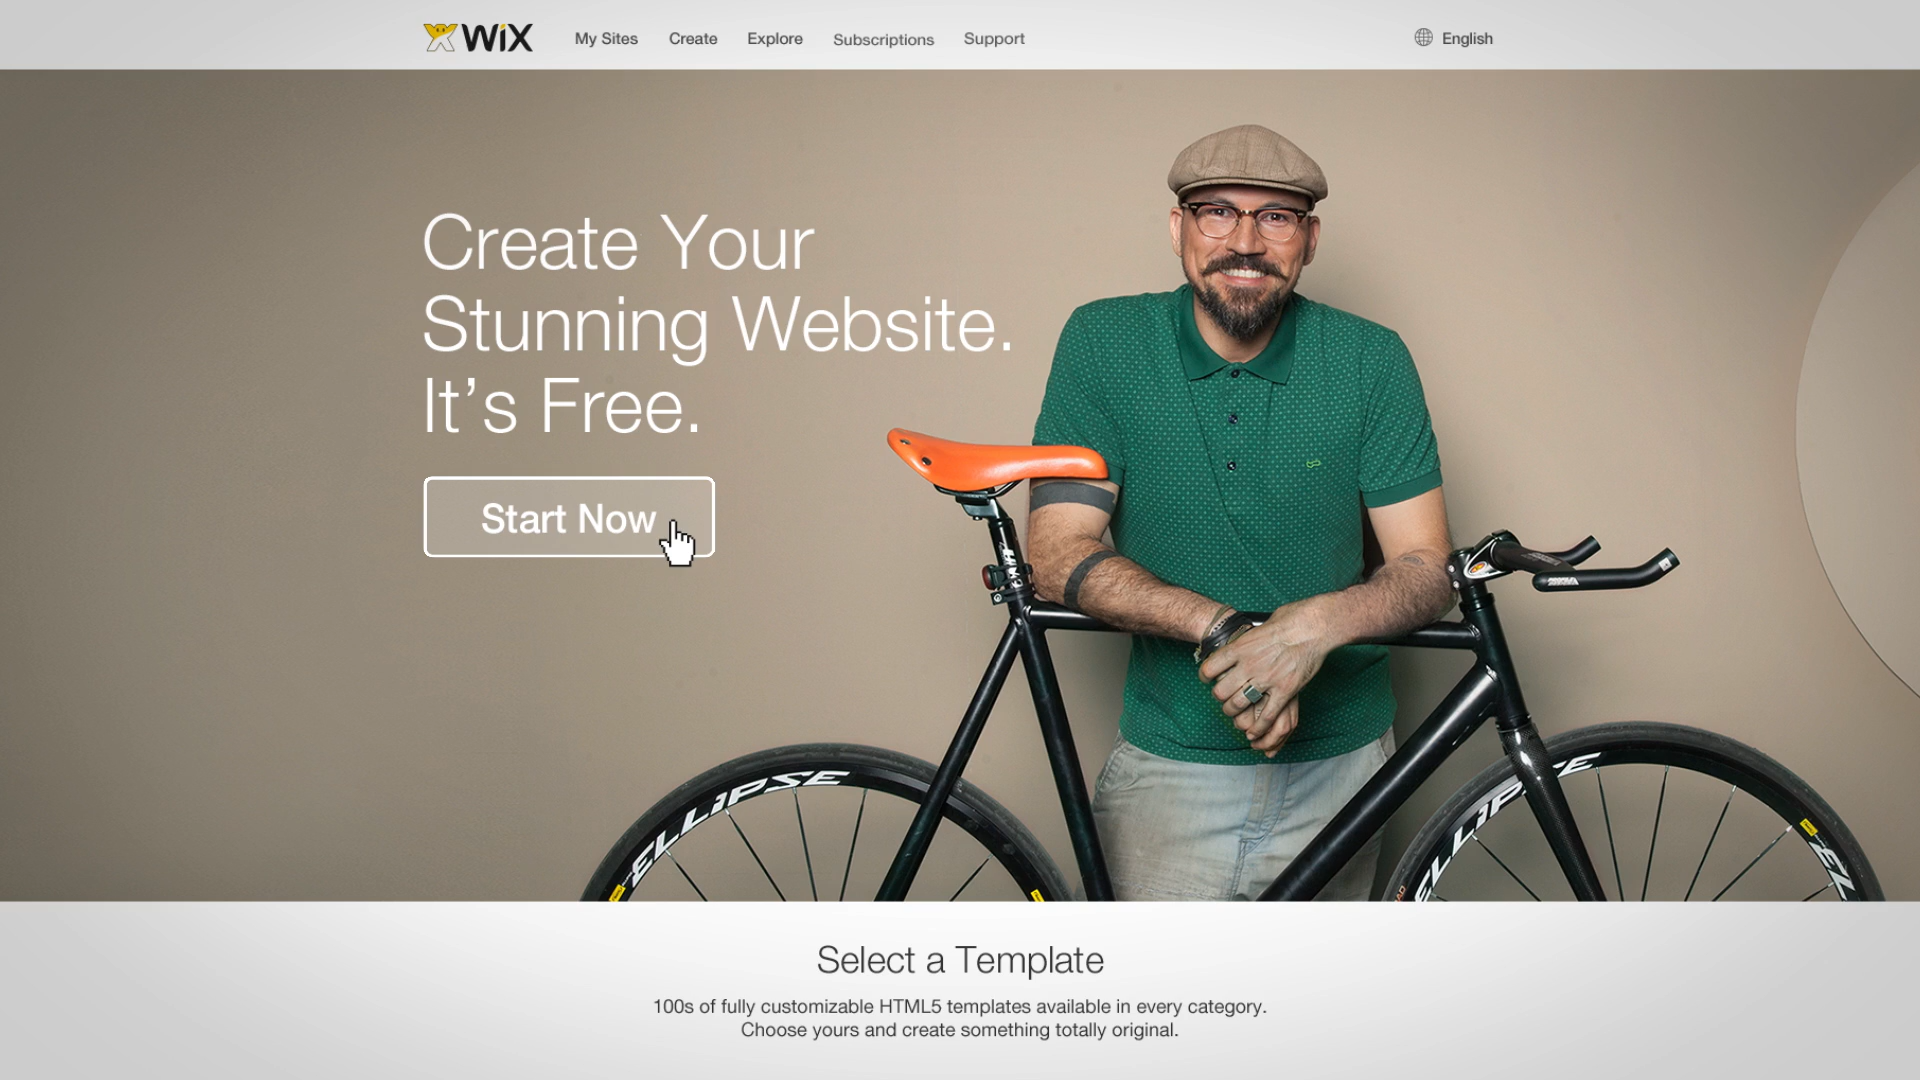 WiX My Sites Create Explore Subscriptions Support English
Create Your
Stunning Website.
It's Free.
Start Now
ELLIPSE
ELLIPSE
EL
Select a Template
100s of fully customizable HTML5 templates available in every category.
Choose yours and create something totally original.